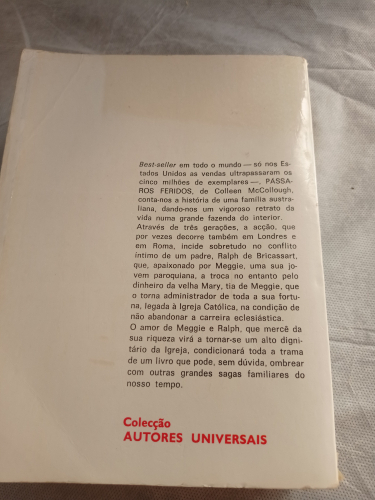 Best-seller em todo o mundo — só nos Es-
tados Unidos as vendas ultrapassaram os
cinco milhões de exemplares —, PASSA-
ROS FERIDOS, de Colleen McCollough,
conta-nos a história de uma família austra-
liana, dando-nos um vigoroso retrato da
vida numa grande fazenda do interior.
Através de três gerações, a acção, que
por vezes decorre também em Londres e
em Roma, incide sobretudo no conflito
íntimo de um padre, Ralph de Bricassart,
que, apaixonado por Meggie, uma sua jo-
vem paroquiana, a troca no entanto pelo
dinheiro da velha Mary, tia de Meggie, que
o torna administrador de toda a sua fortu-
na, legada à Igreja Católica, na condição de
não abandonar a carreira eclesiástica.
O amor de Meggie e Ralph, que mercê da
sua riqueza virá a tornar-se um alto digni-
tário da Igreja, condicionará toda a trama
de um livro que pode, sem dúvida, ombrear
com outras grandes sagas familiares do
nosso tempo.
Colecção
AUTORES UNIVERSAIS